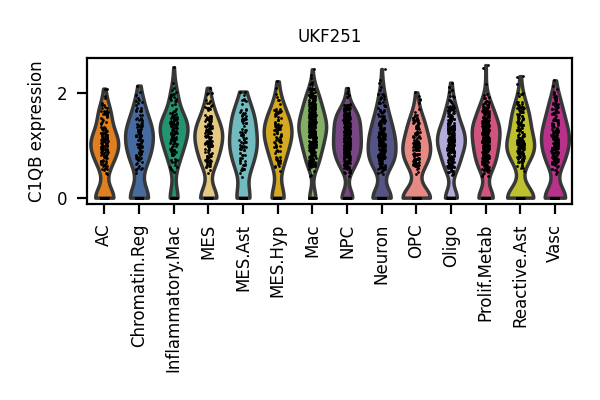 UKF251
C1QB expression
2
0
AC
Chromatin.Reg
Inflammatory.Mac
MES
MES.Ast
MES.Hyp
Mac
NPC
Neuron
OPC
Oligo
Prolif.Metab
Reactive.Ast
Vasc